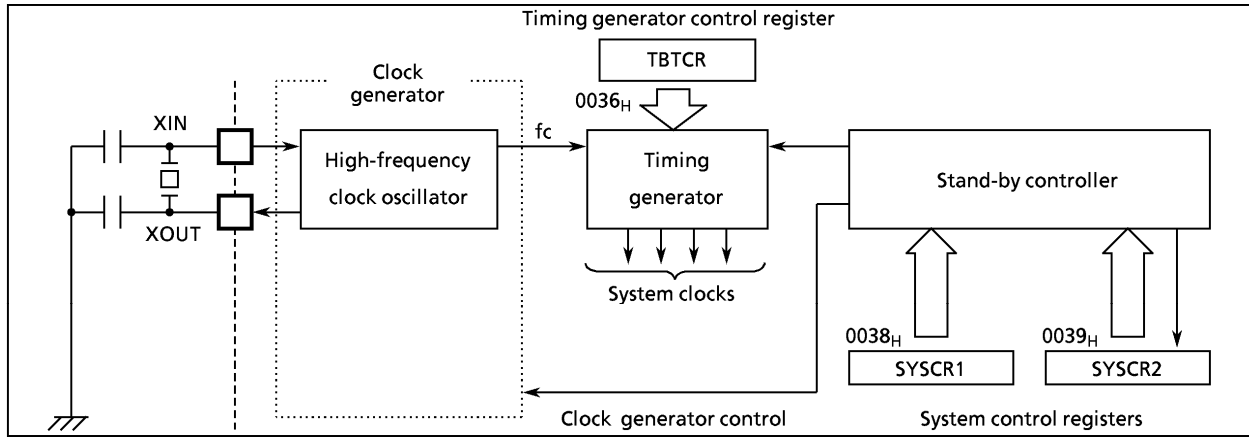 Timing generator control register
TBTCR
Clock
generator
0036H
XIN
fc
High-frequency
clock oscillator
Timing
generator
Stand-by controller
XOUT
System clocks
0038H
0039H
SYSCR1
SYSCR2
Clock generator control
System control registers